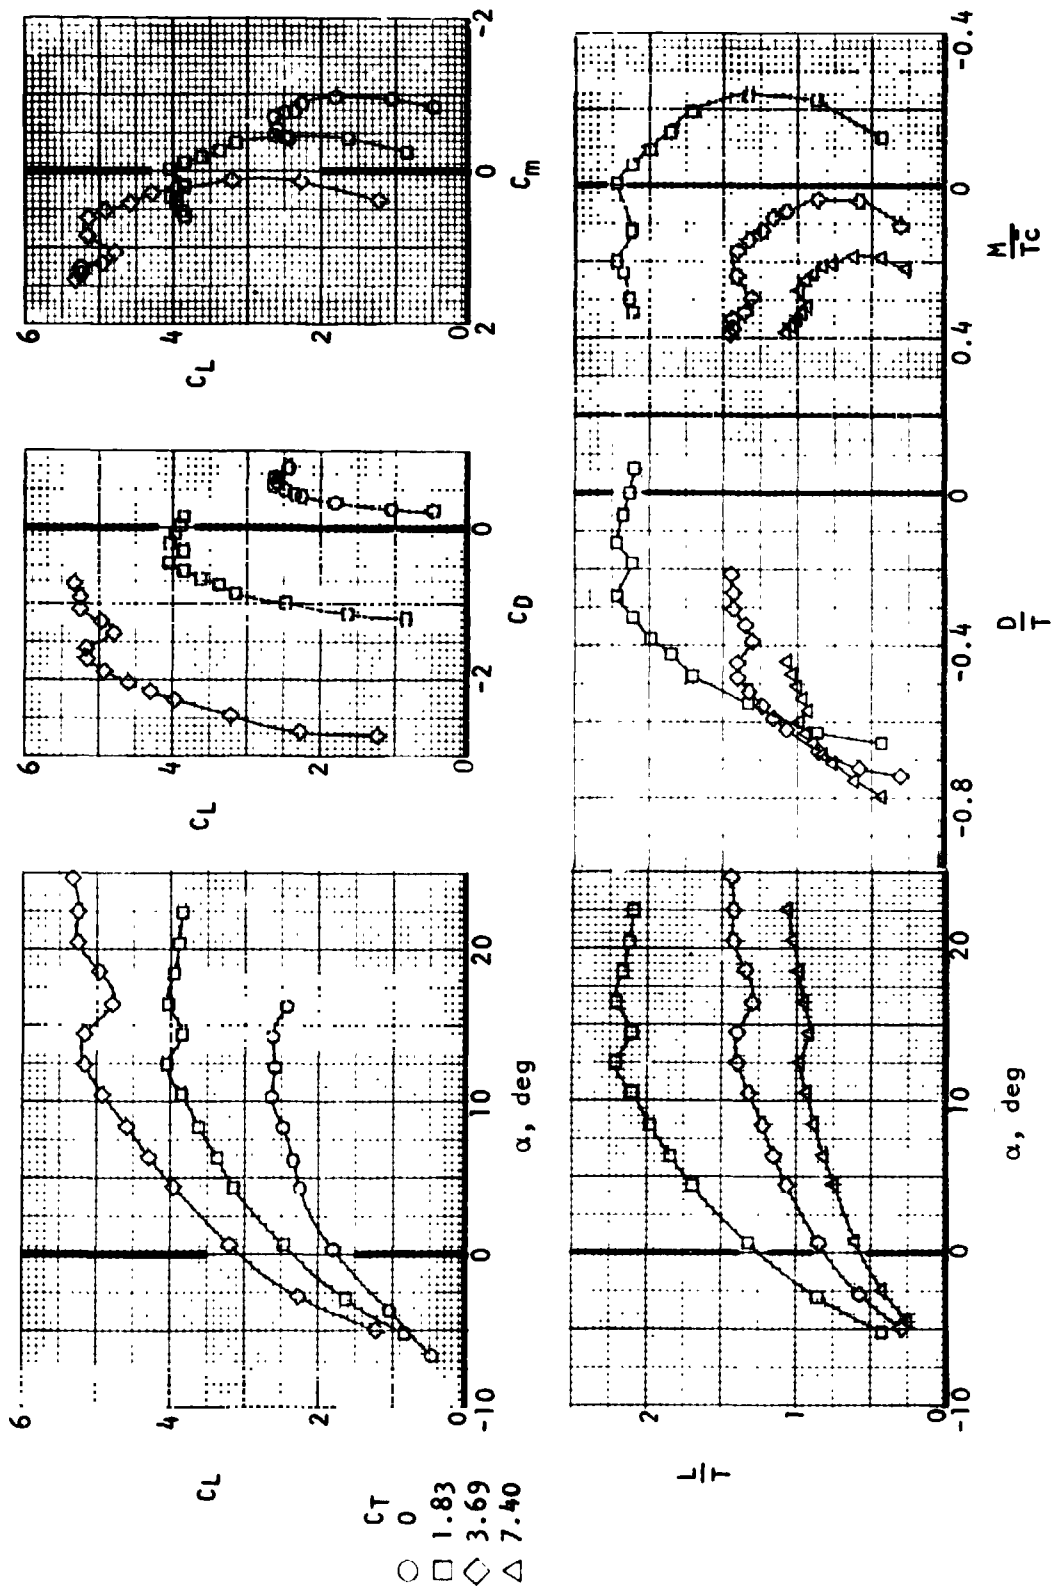 C_T
○ 0
□ 1.83
◇ 3.69
△ 7.40
C_L
6
4
2
0
-10 0 10 20
α, deg
C_L
6
4
2
0
-2 0
C_D
C_L
6
4
2
0
2 0 -2
C_m
L/T
2
1
0
-10 0 10 20
α, deg
-0.8 -0.4 0
D/T
0.4 0 -0.4
M/Tc̄